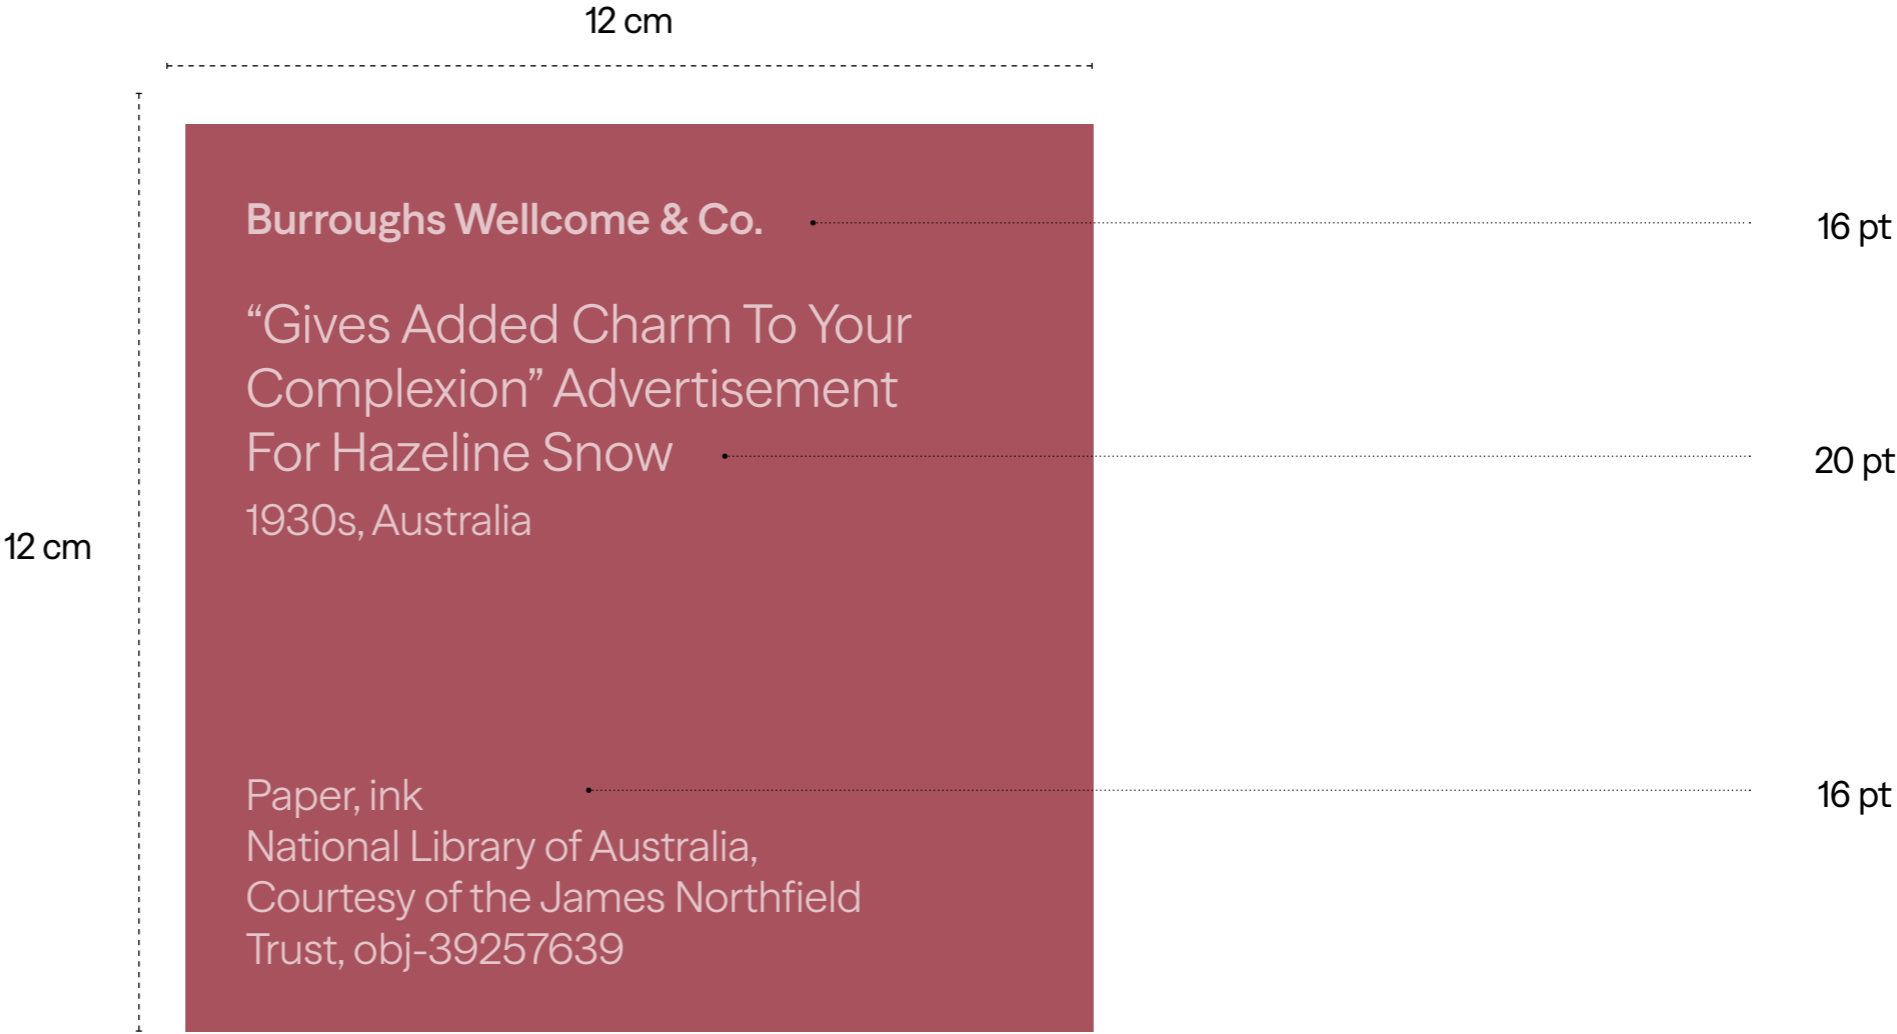 12 cm
12 cm
Burroughs Wellcome & Co.
16 pt
“Gives Added Charm To Your
Complexion” Advertisement
For Hazeline Snow
20 pt
1930s, Australia
Paper, ink
16 pt
National Library of Australia,
Courtesy of the James Northfield
Trust, obj-39257639